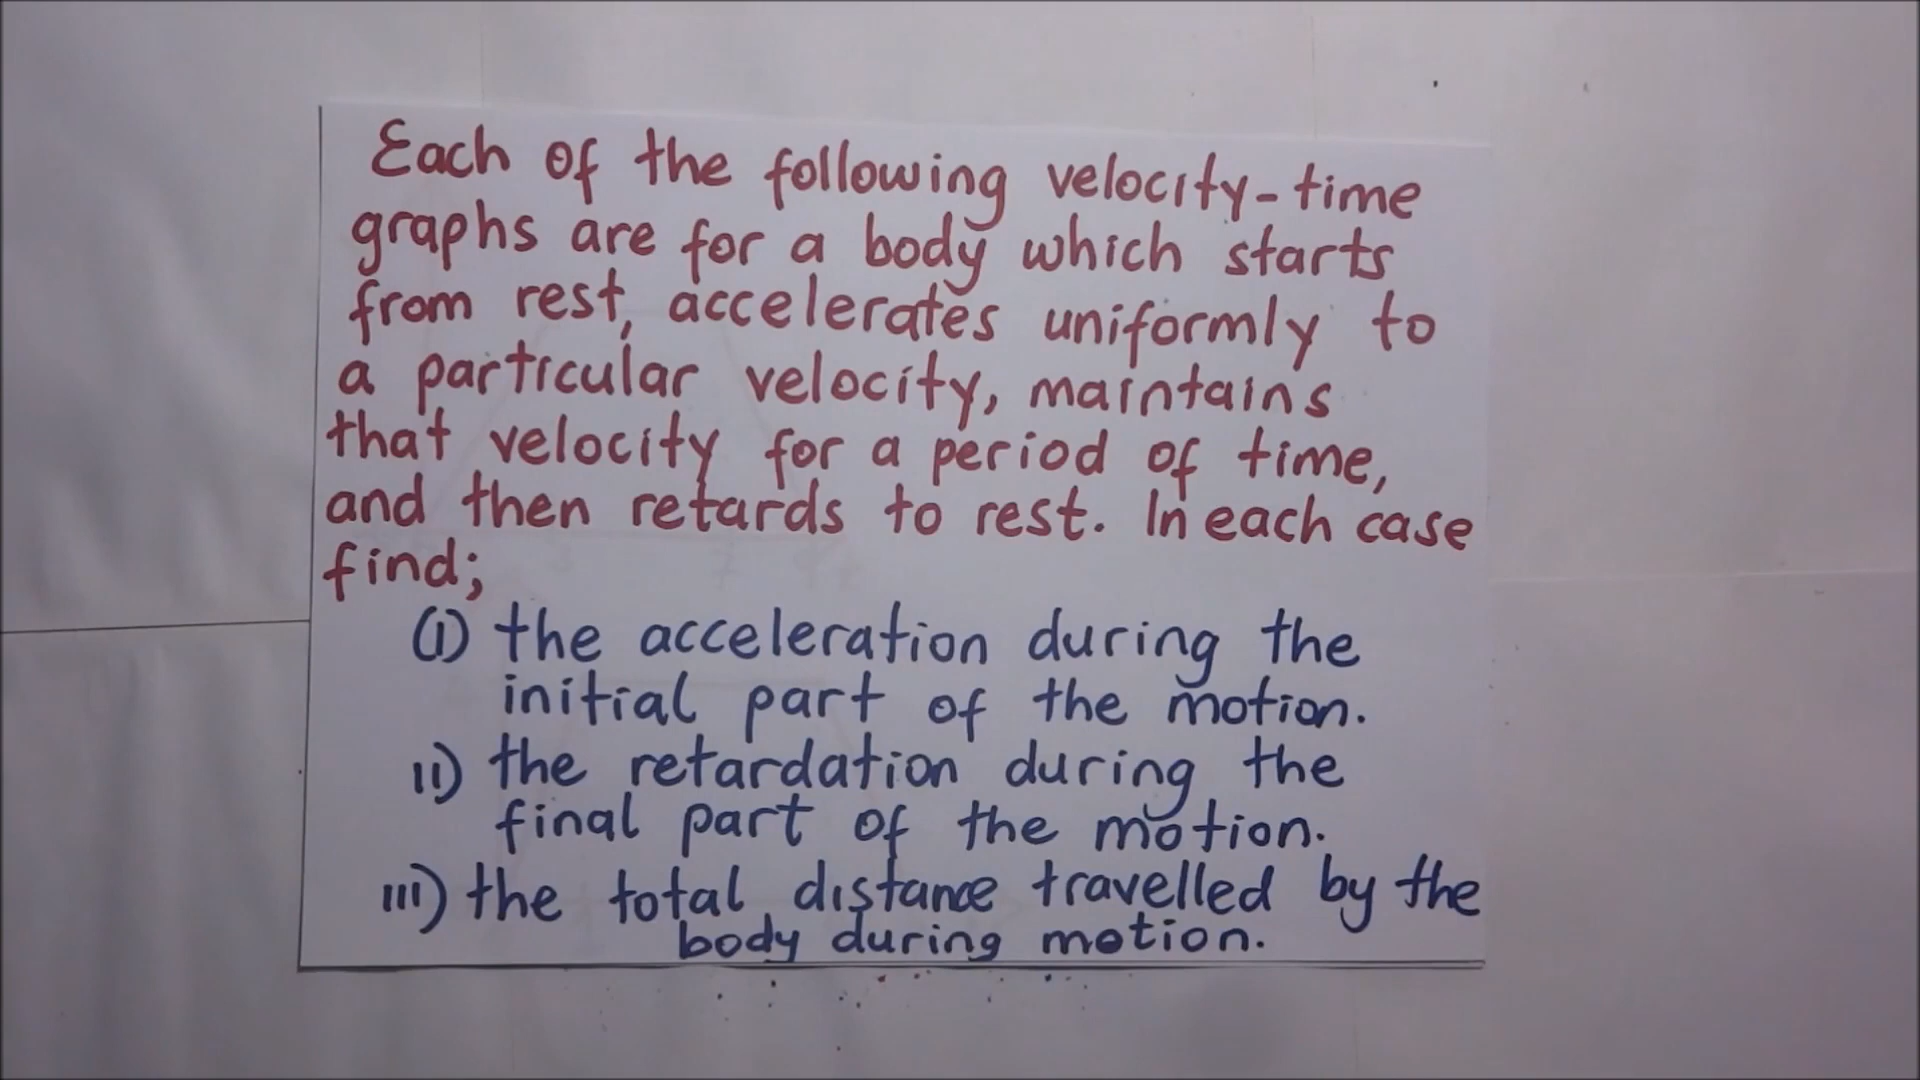 Each of the following velocity-time
graphs are for a body which starts
from rest, accelerates uniformly to
a particular velocity, maintains
that velocity for a period of time,
and then retards to rest. In each case
find;
(i) the acceleration during the
initial part of the motion.
ii) the retardation during the
final part of the motion.
iii) the total distance travelled by the
body during motion.